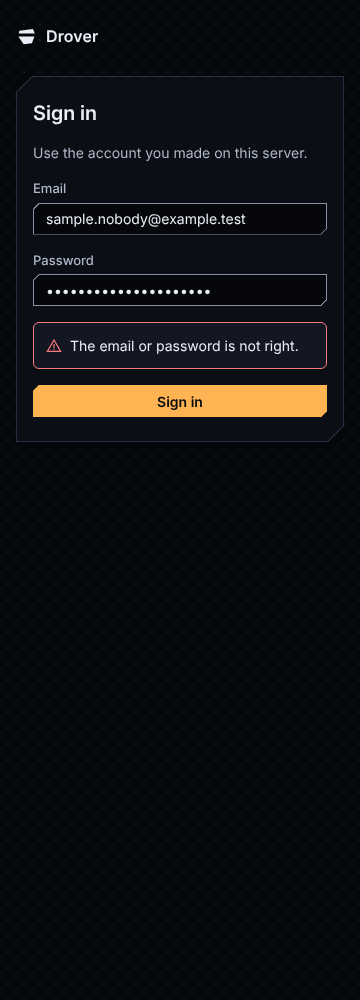 Drover
Sign in
Use the account you made on this server.
Email
sample.nobody@example.test
Password
•••••••••••••••••••••
The email or password is not right.
Sign in